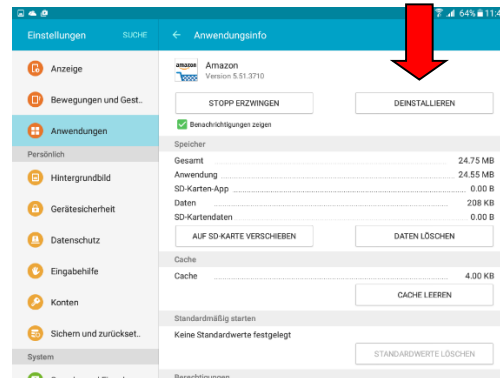 64% 11:4
Einstellungen SUCHE
Anwendungsinfo
Anzeige
Bewegungen und Gest..
Anwendungen
Persönlich
Hintergrundbild
Gerätesicherheit
Datenschutz
Eingabehilfe
Konten
Sichern und zurückset..
System
amazon
Amazon
Version 5.51.3710
STOPP ERZWINGEN DEINSTALLIEREN
Benachrichtigungen zeigen
Speicher
Gesamt 24.75 MB
Anwendung 24.55 MB
SD-Karten-App 0.00 B
Daten 208 KB
SD-Kartendaten 0.00 B
AUF SD-KARTE VERSCHIEBEN DATEN LÖSCHEN
Cache
Cache 4.00 KB
CACHE LEEREN
Standardmäßig starten
Keine Standardwerte festgelegt
STANDARDWERTE LÖSCHEN
Berechtigungen